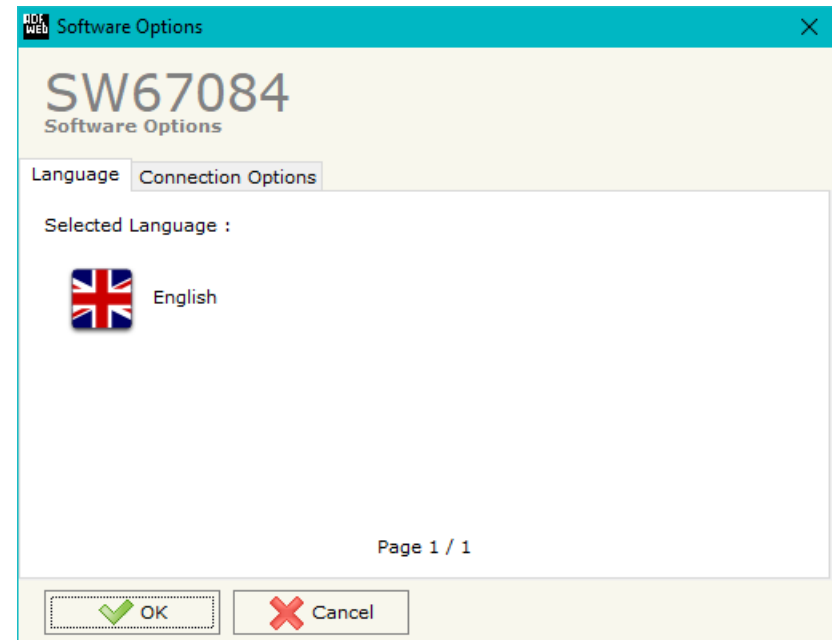 ADF
WEB Software Options
SW67084
Software Options
Language Connection Options
Selected Language :
English
Page 1 / 1
OK Cancel